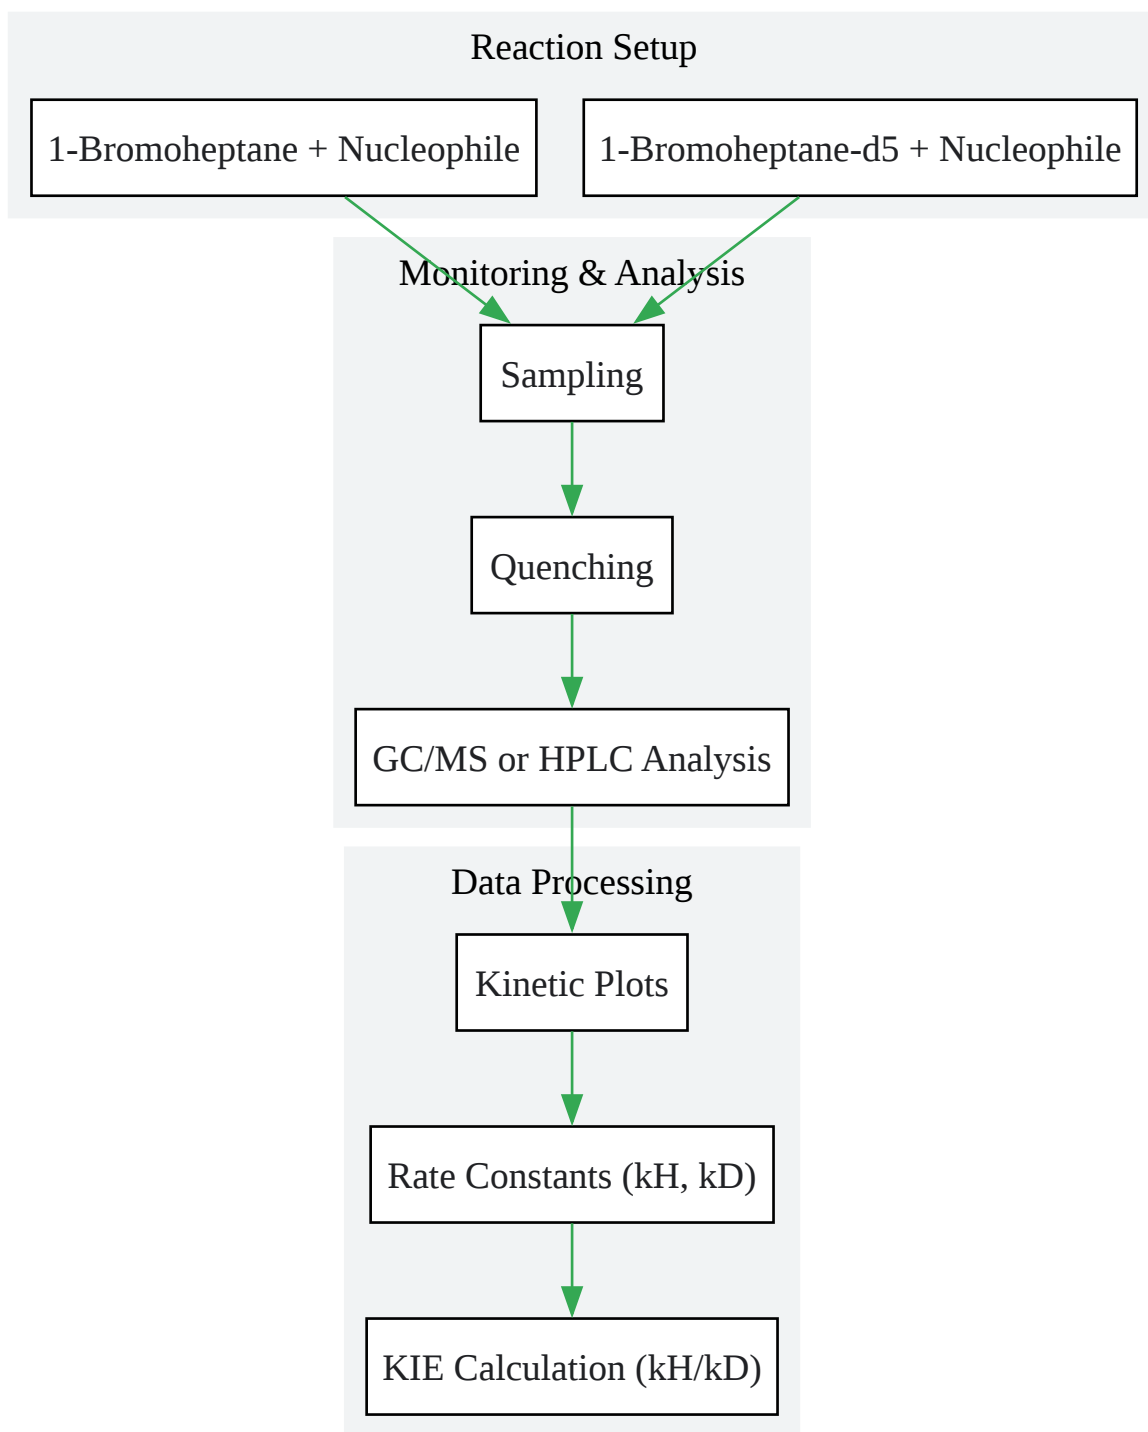 Reaction Setup
1-Bromoheptane + Nucleophile
1-Bromoheptane-d5 + Nucleophile
Monitoring & Analysis
Sampling
Quenching
GC/MS or HPLC Analysis
Data Processing
Kinetic Plots
Rate Constants (kH, kD)
KIE Calculation (kH/kD)